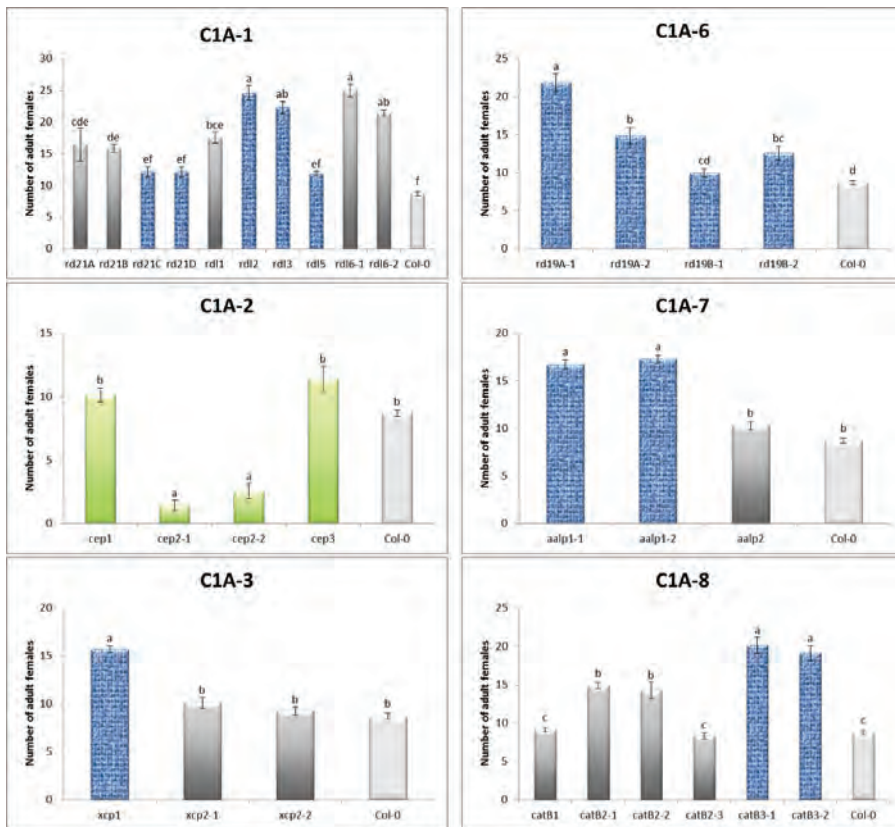 C1A-1
Number of adult females
30
25
20
15
10
5
0
cde
de
ef
ef
bce
a
ab
ef
a
ab
f
rd21A rd21B rd21C rd21D rdl1 rdl2 rdl3 rdl5 rdl6-1 rdl6-2 Col-0
C1A-6
Number of adult females
25
20
15
10
5
0
a
b
cd
bc
d
rd19A-1 rd19A-2 rd19B-1 rd19B-2 Col-0
C1A-2
Number of adult females
15
10
5
0
b
a
a
b
b
cep1 cep2-1 cep2-2 cep3 Col-0
C1A-7
Nmber of adult females
20
15
10
5
0
a
a
b
b
aalp1-1 aalp1-2 aalp2 Col-0
C1A-3
Number of adult females
20
15
10
5
0
a
b
b
b
xcp1 xcp2-1 xcp2-2 Col-0
C1A-8
Number of adult females
25
20
15
10
5
0
c
b
b
c
a
a
c
catB1 catB2-1 catB2-2 catB2-3 catB3-1 catB3-2 Col-0